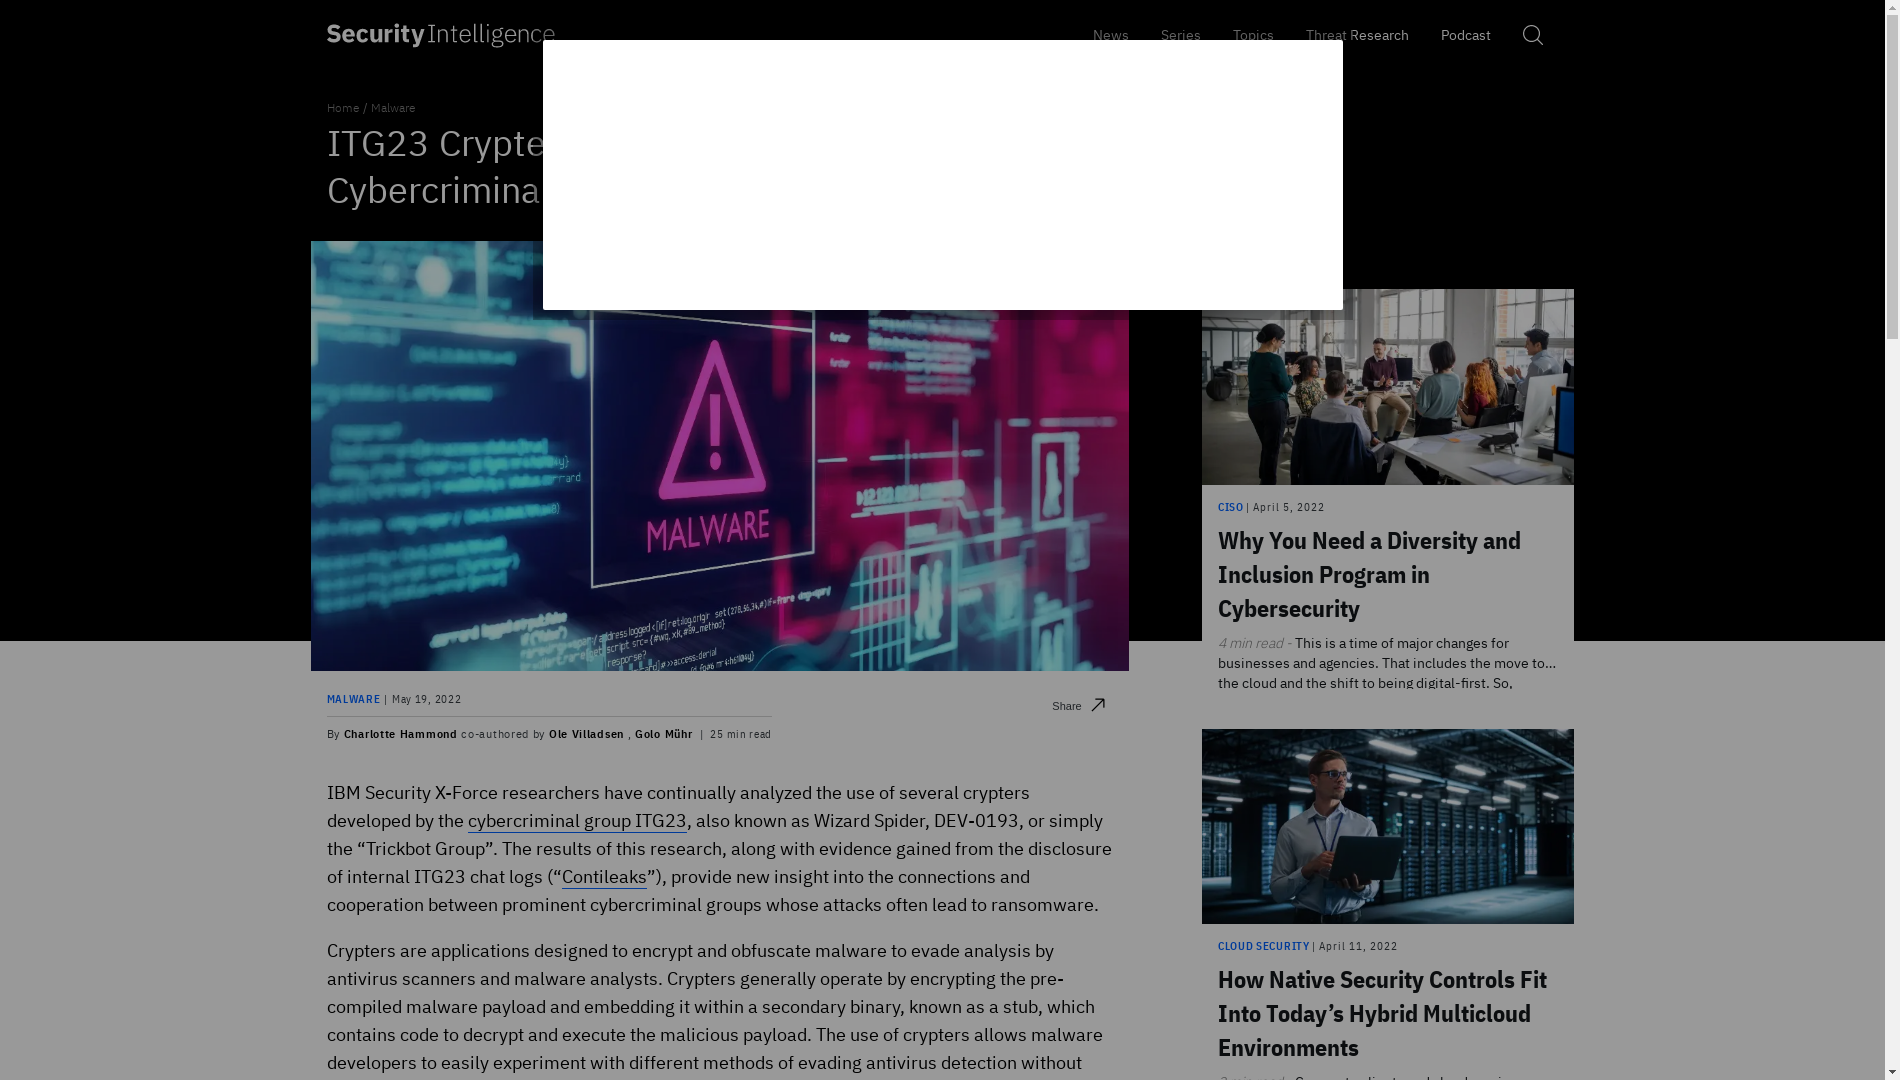 Security Intelligence
News Series Topics Threat Research Podcast
Home / Malware
ITG23
Cybercrimina
MALWARE
MALWARE | May 19, 2022
Share
By Charlotte Hammond co-authored by Ole Villadsen , Golo Mühr | 25 min read
IBM Security X-Force researchers have continually analyzed the use of several crypters
developed by the cybercriminal group ITG23, also known as Wizard Spider, DEV-0193, or simply
the “Trickbot Group”. The results of this research, along with evidence gained from the disclosure
of internal ITG23 chat logs (“Contileaks”), provide new insight into the connections and
cooperation between prominent cybercriminal groups whose attacks often lead to ransomware.
Crypters are applications designed to encrypt and obfuscate malware to evade analysis by
antivirus scanners and malware analysts. Crypters generally operate by encrypting the pre-
compiled malware payload and embedding it within a secondary binary, known as a stub, which
contains code to decrypt and execute the malicious payload. The use of crypters allows malware
developers to easily experiment with different methods of evading antivirus detection without
CISO | April 5, 2022
Why You Need a Diversity and
Inclusion Program in
Cybersecurity
4 min read - This is a time of major changes for
businesses and agencies. That includes the move to…
the cloud and the shift to being digital-first. So,
CLOUD SECURITY | April 11, 2022
How Native Security Controls Fit
Into Today’s Hybrid Multicloud
Environments